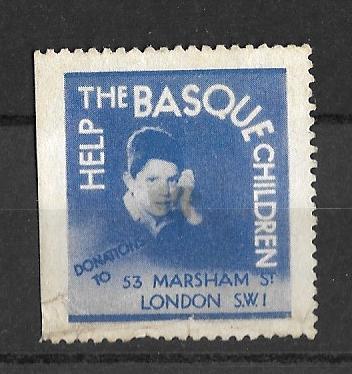 HELP THE BASQUE CHILDREN
DONATIONS
TO 53 MARSHAM ST
LONDON S.W.1